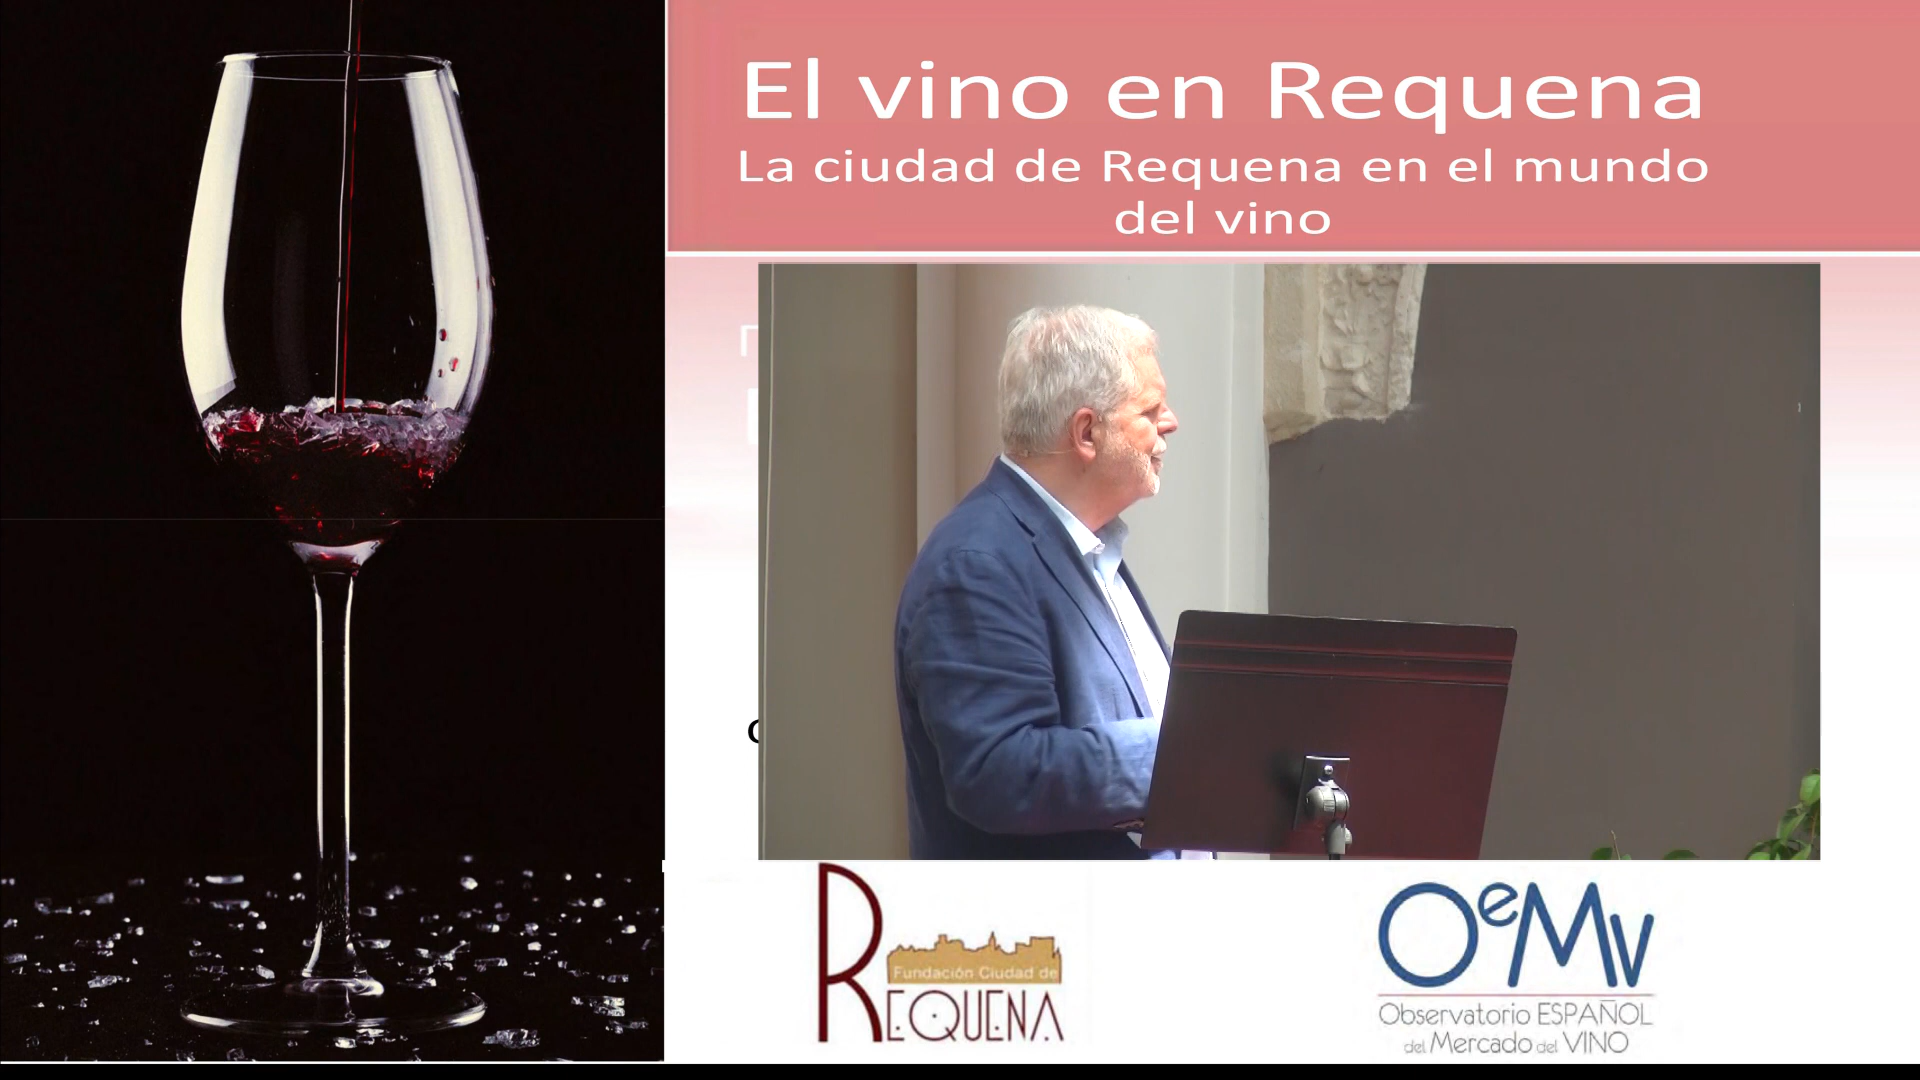 El vino en Requena
La ciudad de Requena en el mundo
del vino
Fundación Ciudad de
REQUENA
OeMv
Observatorio ESPAÑOL
del Mercado del VINO